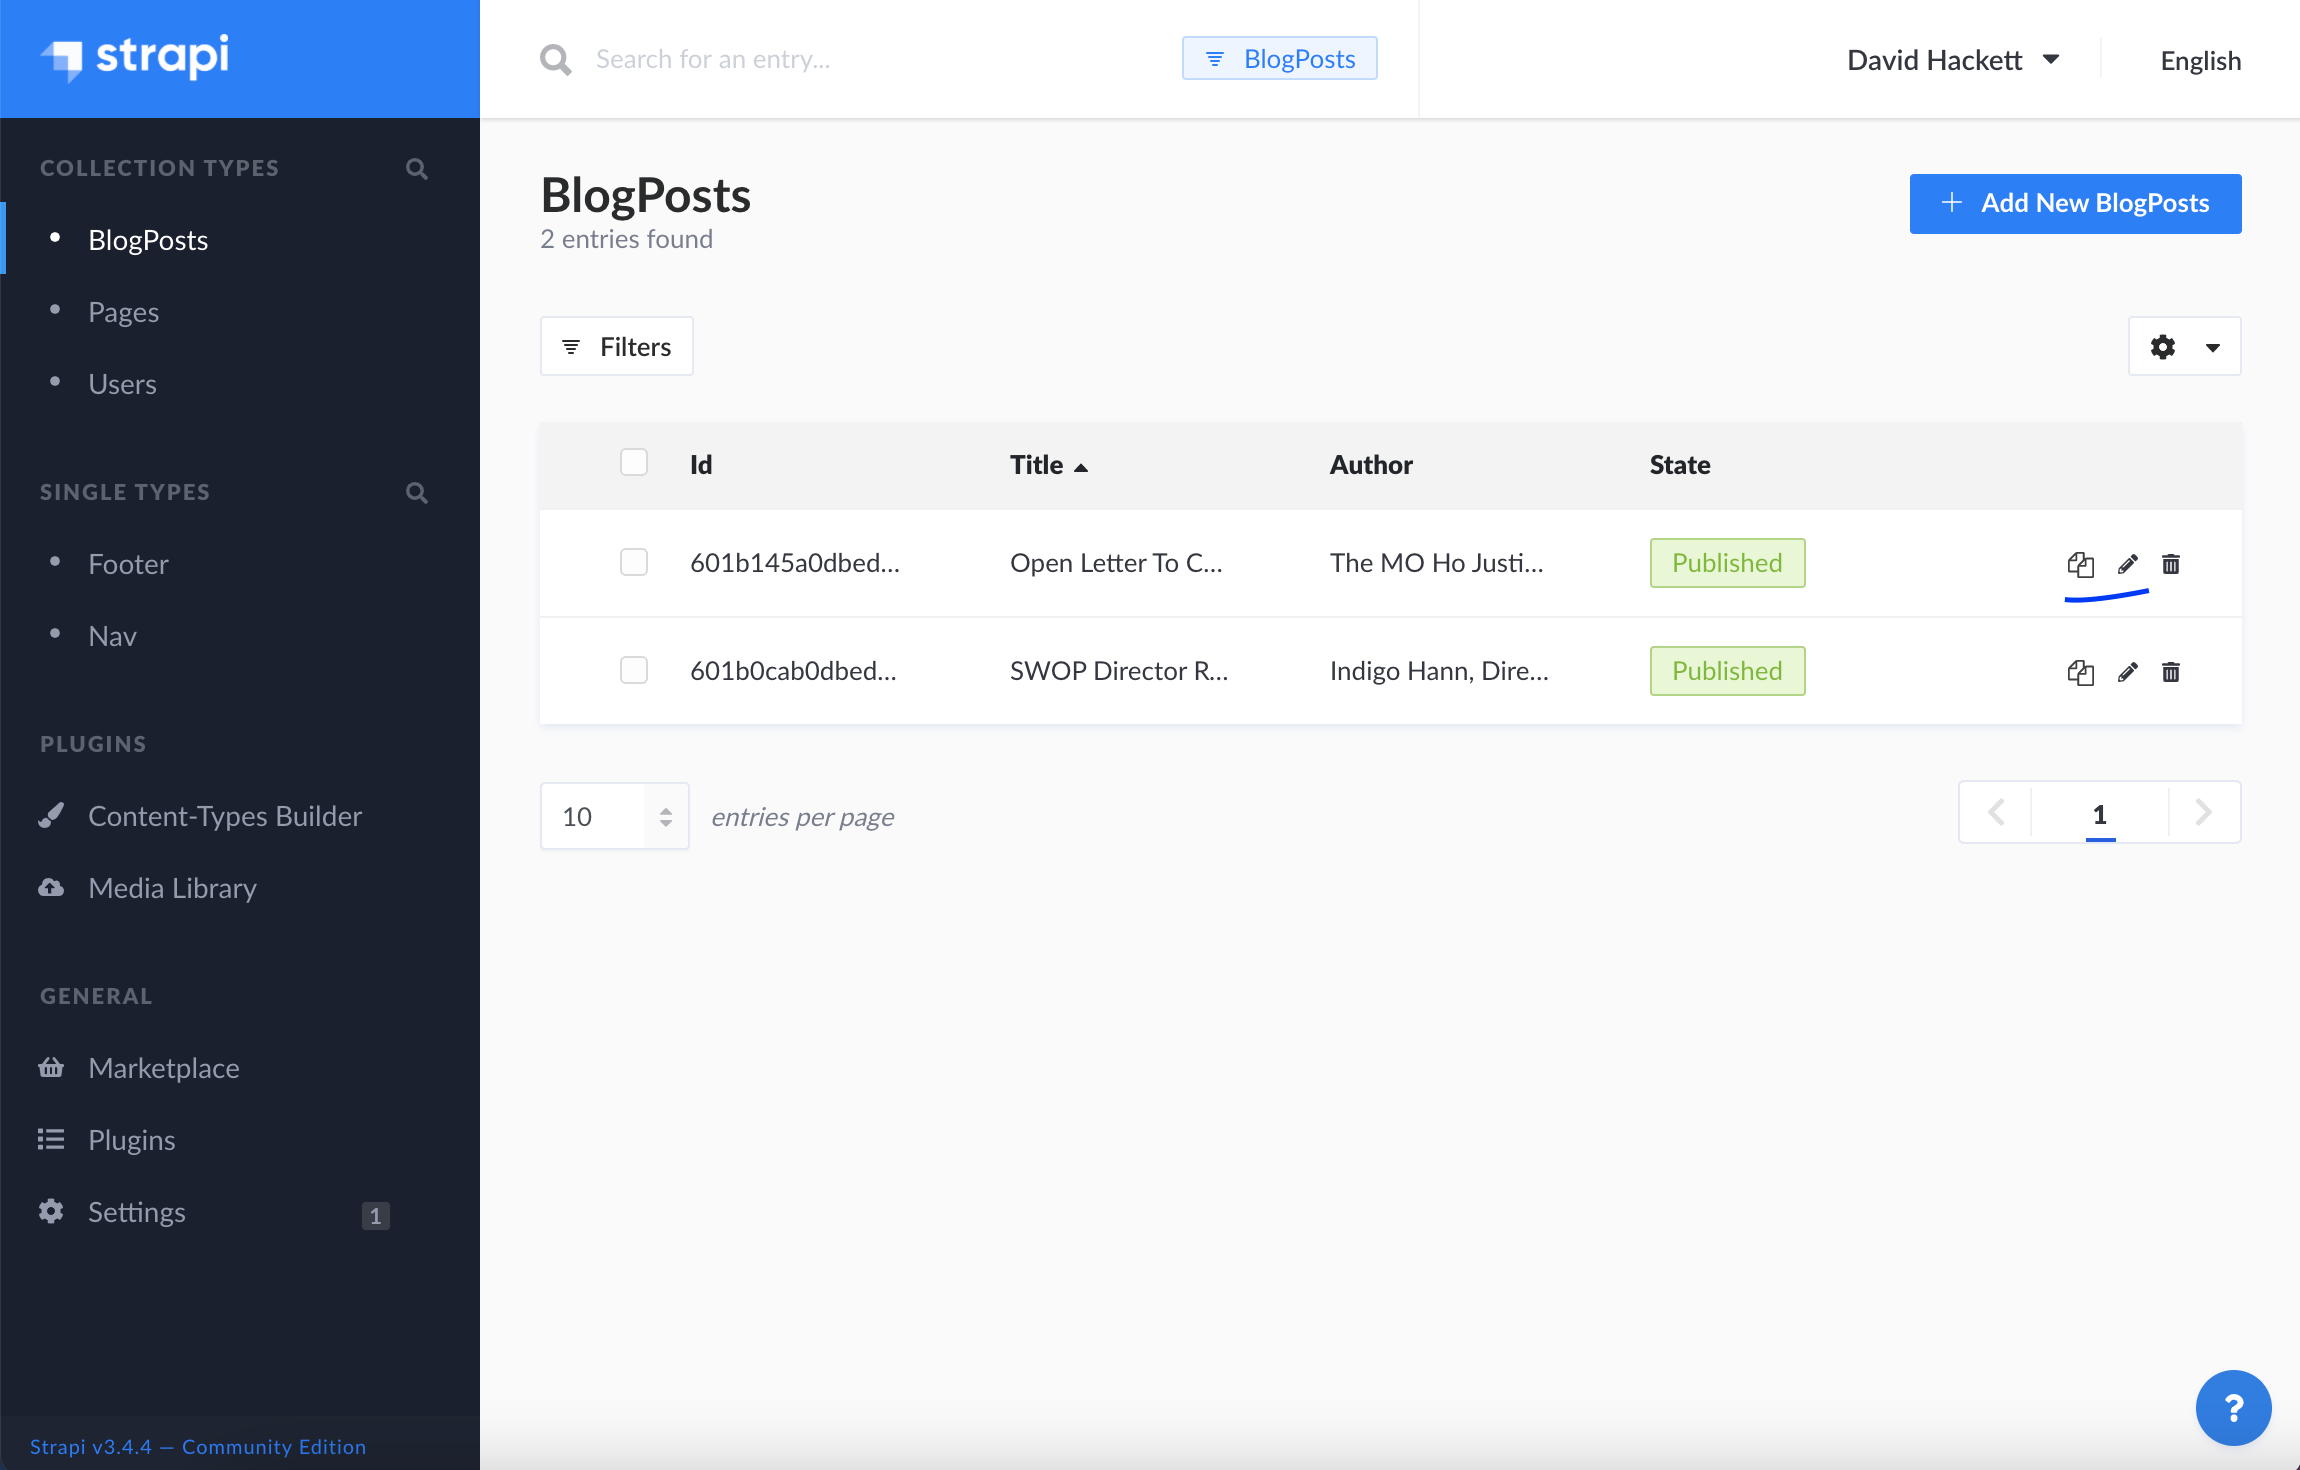 strapi
Search for an entry...
BlogPosts
David Hackett
English
COLLECTION TYPES
BlogPosts
Pages
Users
SINGLE TYPES
Footer
Nav
PLUGINS
Content-Types Builder
Media Library
GENERAL
Marketplace
Plugins
Settings
1
Strapi v3.4.4 — Community Edition
BlogPosts
2 entries found
Add New BlogPosts
Filters
Id Title Author State
601b145a0dbed... Open Letter To C... The MO Ho Justi... Published
601b0cab0dbed... SWOP Director R... Indigo Hann, Dire... Published
10 entries per page
1
?